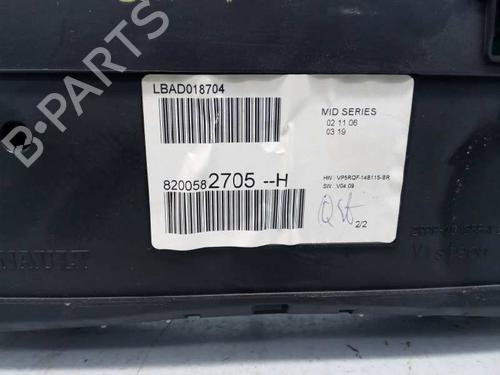 LBAD018704
MID SERIES
02 11 06
03 19
8200582705 --H
HW : VP5RQF-14B115-BR
SW : V04.09
2/2
B-PARTS